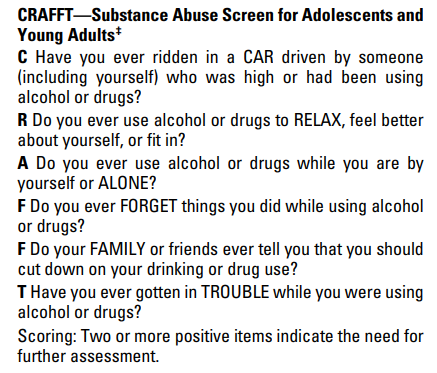 CRAFFT—Substance Abuse Screen for Adolescents and
Young Adults‡
C Have you ever ridden in a CAR driven by someone
(including yourself) who was high or had been using
alcohol or drugs?
R Do you ever use alcohol or drugs to RELAX, feel better
about yourself, or fit in?
A Do you ever use alcohol or drugs while you are by
yourself or ALONE?
F Do you ever FORGET things you did while using alcohol
or drugs?
F Do your FAMILY or friends ever tell you that you should
cut down on your drinking or drug use?
T Have you ever gotten in TROUBLE while you were using
alcohol or drugs?
Scoring: Two or more positive items indicate the need for
further assessment.